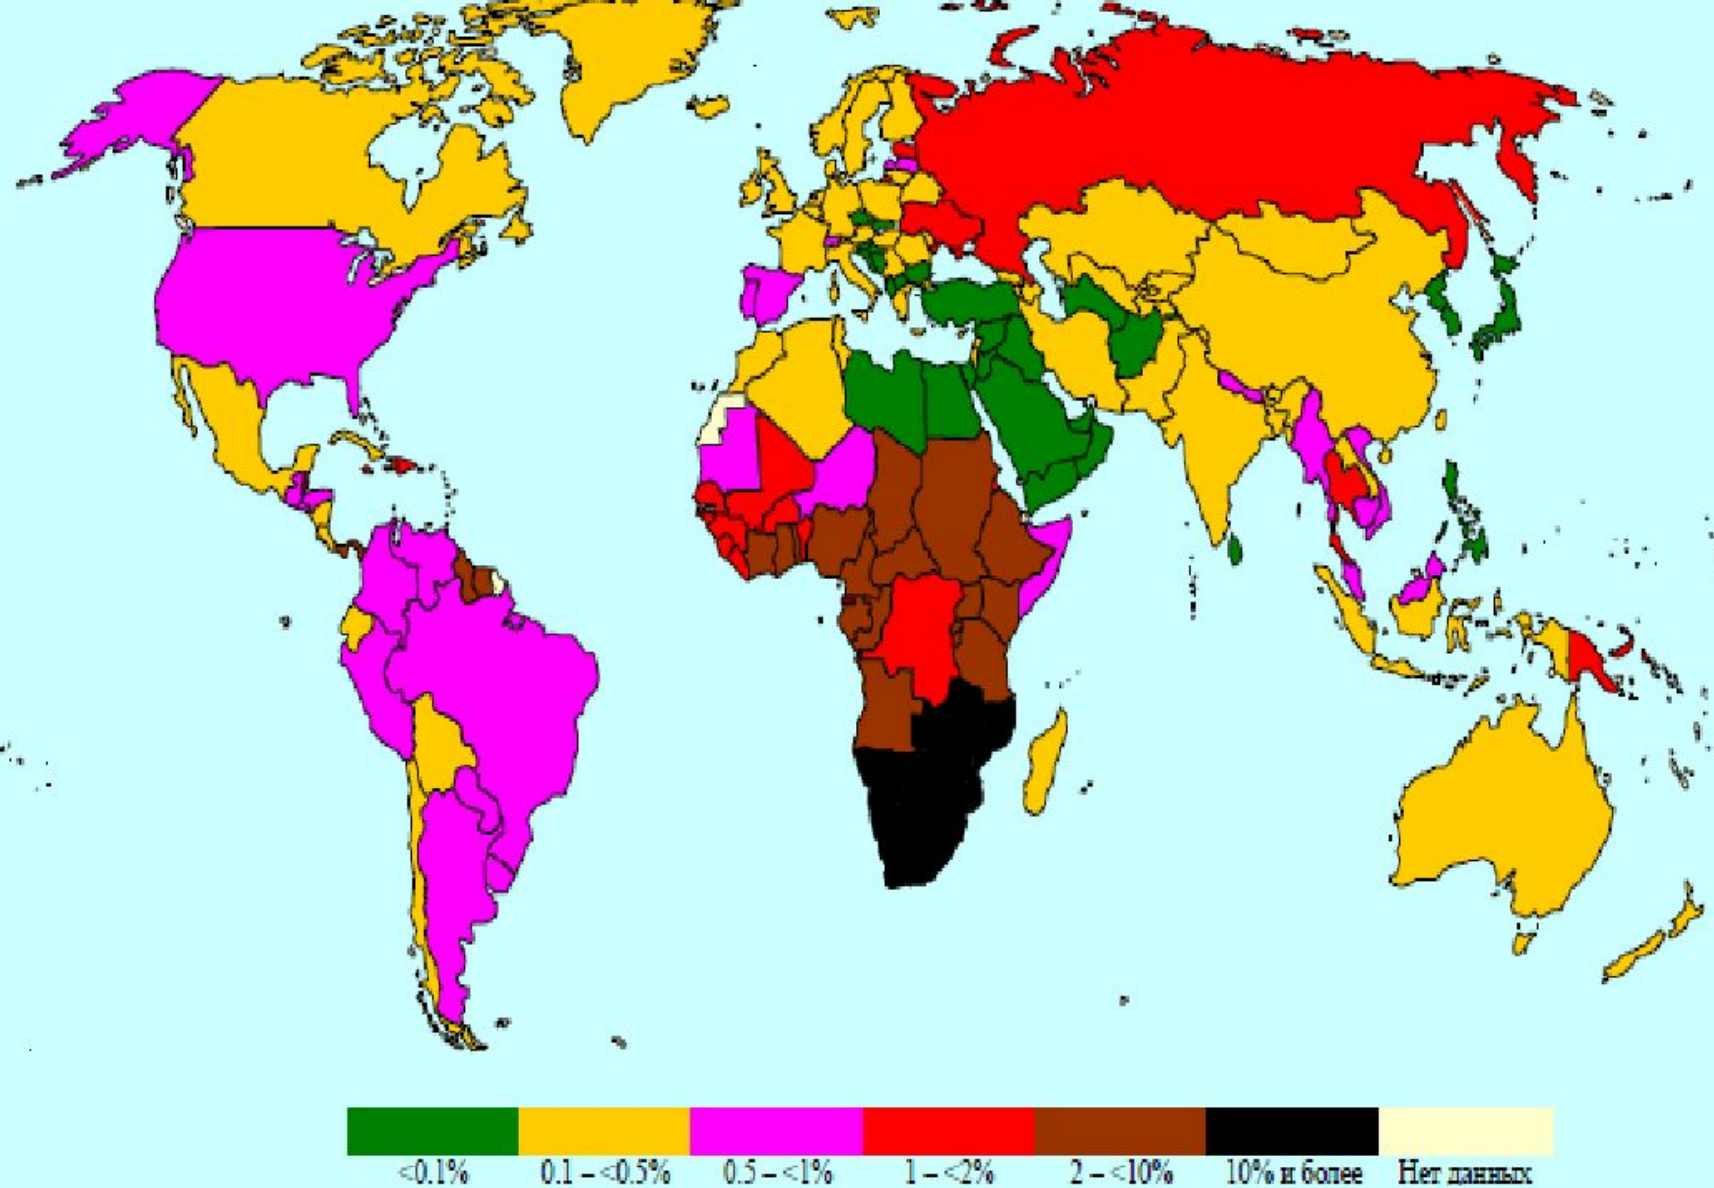 <0.1% 0.1 – <0.5% 0.5 – <1% 1 – <2% 2 – <10% 10% и более Нет данных